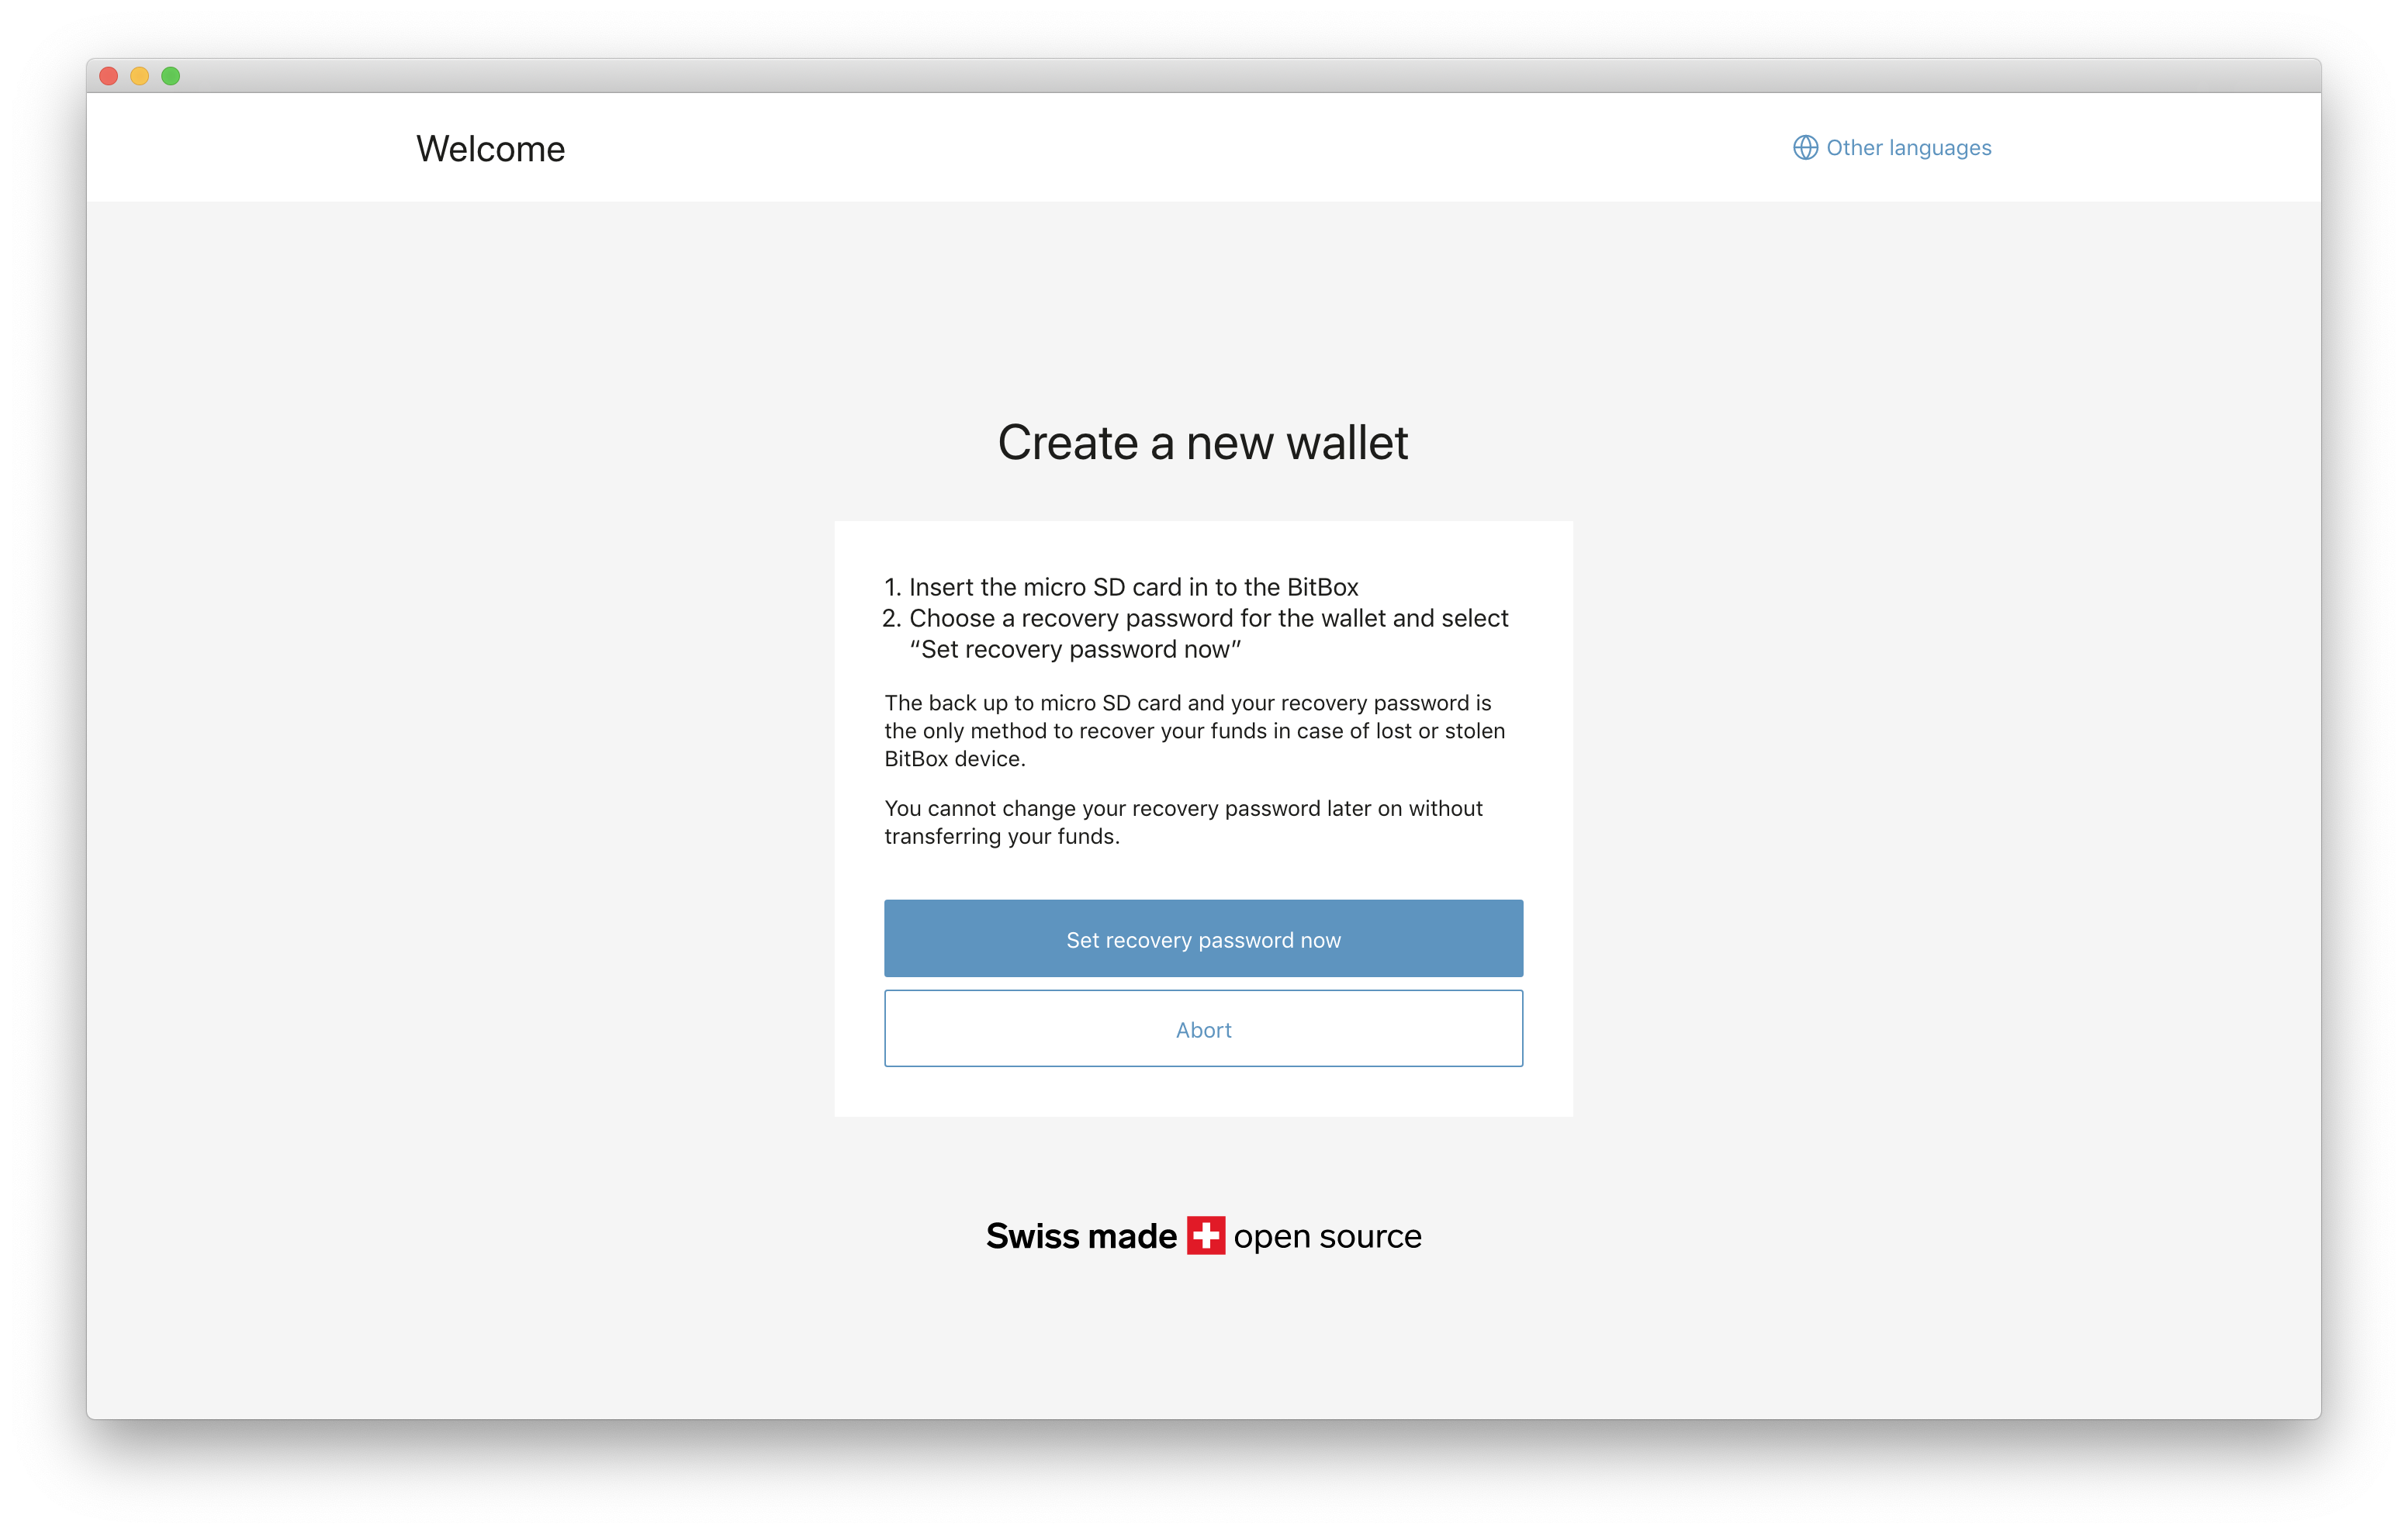 Welcome
Other languages
Create a new wallet
1. Insert the micro SD card in to the BitBox
2. Choose a recovery password for the wallet and select
“Set recovery password now”
The back up to micro SD card and your recovery password is
the only method to recover your funds in case of lost or stolen
BitBox device.
You cannot change your recovery password later on without
transferring your funds.
Set recovery password now
Abort
Swiss made open source